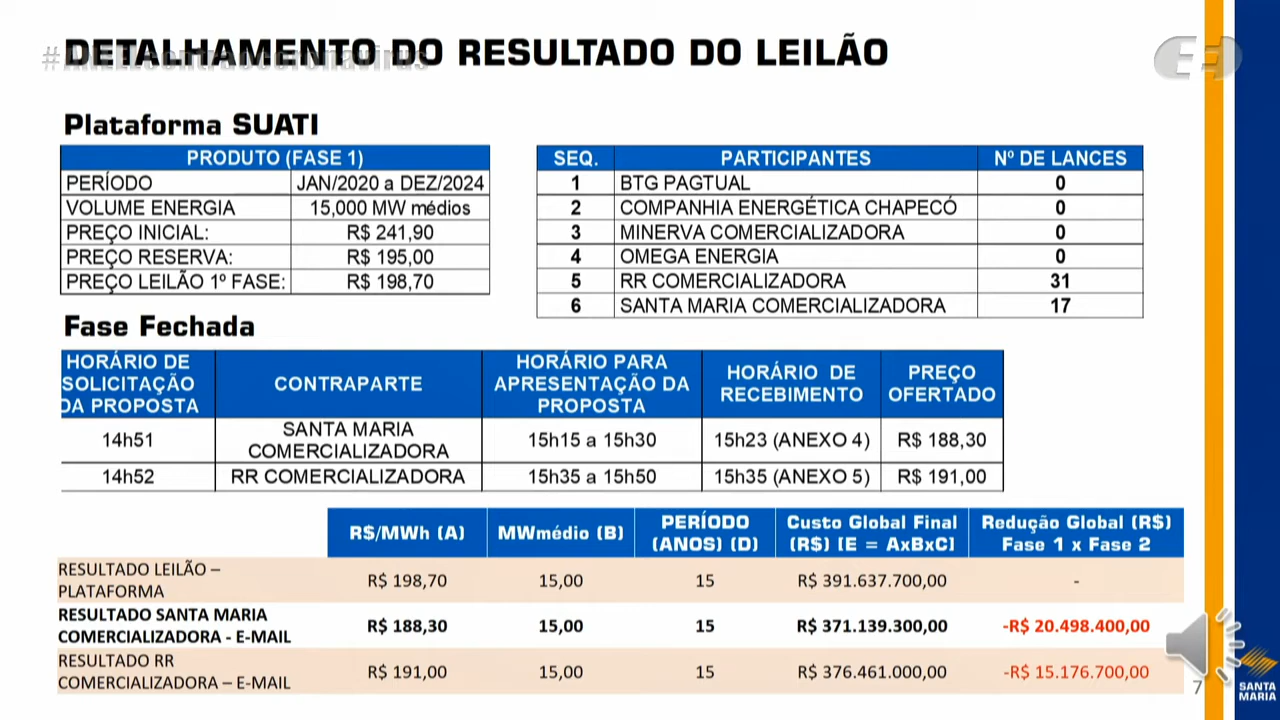 DETALHAMENTO DO RESULTADO DO LEILÃO
#ANEELcontraocoronavírus
Plataforma SUATI
PRODUTO (FASE 1)
PERÍODO JAN/2020 a DEZ/2024
VOLUME ENERGIA 15,000 MW médios
PREÇO INICIAL: R$ 241,90
PREÇO RESERVA: R$ 195,00
PREÇO LEILÃO 1º FASE: R$ 198,70
SEQ. PARTICIPANTES Nº DE LANCES
1 BTG PAGTUAL 0
2 COMPANHIA ENERGÉTICA CHAPECÓ 0
3 MINERVA COMERCIALIZADORA 0
4 OMEGA ENERGIA 0
5 RR COMERCIALIZADORA 31
6 SANTA MARIA COMERCIALIZADORA 17
Fase Fechada
HORÁRIO DE SOLICITAÇÃO DA PROPOSTA CONTRAPARTE HORÁRIO PARA APRESENTAÇÃO DA PROPOSTA HORÁRIO DE RECEBIMENTO PREÇO OFERTADO
14h51 SANTA MARIA COMERCIALIZADORA 15h15 a 15h30 15h23 (ANEXO 4) R$ 188,30
14h52 RR COMERCIALIZADORA 15h35 a 15h50 15h35 (ANEXO 5) R$ 191,00
R$/MWh (A) MWmédio (B) PERÍODO (ANOS) (D) Custo Global Final (R$) [E = AxBxC] Redução Global (R$) Fase 1 x Fase 2
RESULTADO LEILÃO – PLATAFORMA R$ 198,70 15,00 15 R$ 391.637.700,00 -
RESULTADO SANTA MARIA COMERCIALIZADORA - E-MAIL R$ 188,30 15,00 15 R$ 371.139.300,00 -R$ 20.498.400,00
RESULTADO RR COMERCIALIZADORA – E-MAIL R$ 191,00 15,00 15 R$ 376.461.000,00 -R$ 15.176.700,00
7
SANTA
MARIA